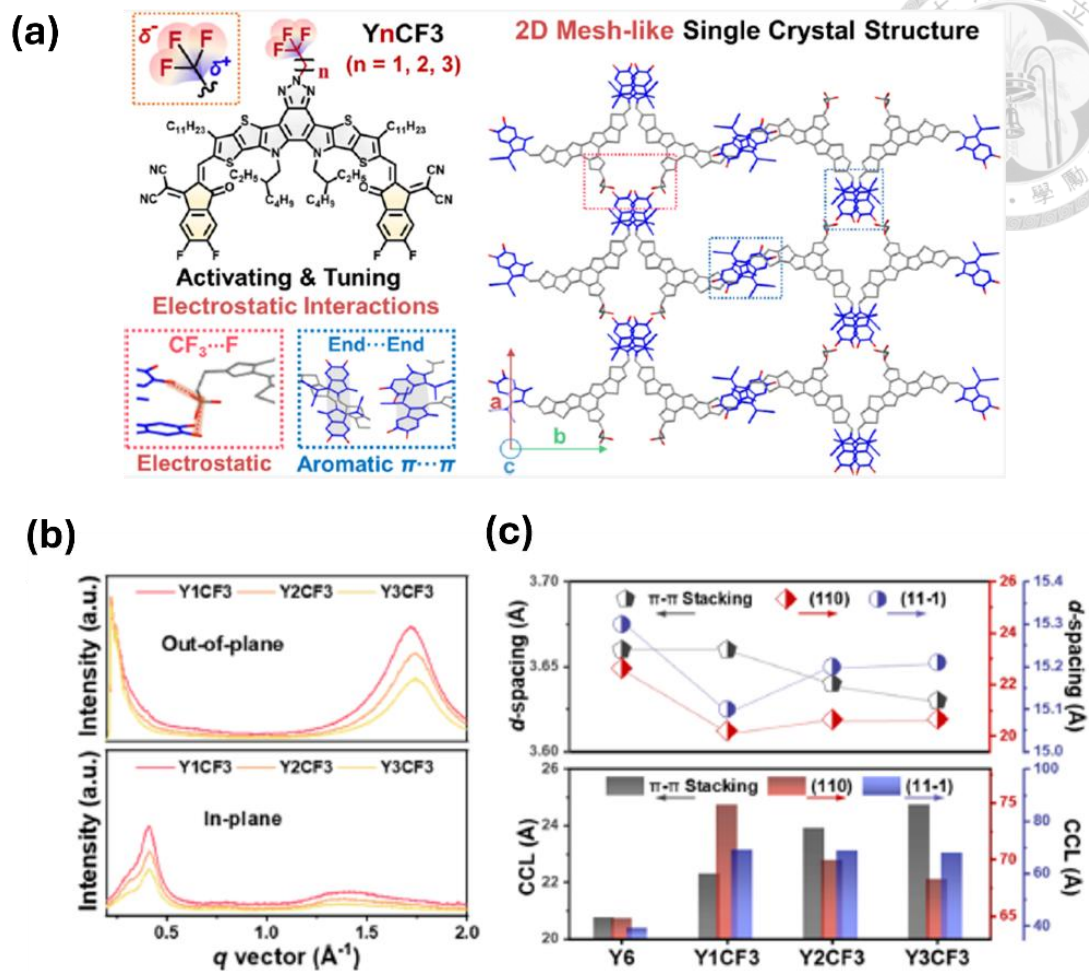 (a)
δ⁻
F
F
F
δ⁺
F
F
F
n
YnCF3
(n = 1, 2, 3)
2D Mesh-like Single Crystal Structure
N
N
N
C₁₁H₂₃
C₁₁H₂₃
S
S
S
S
N
N
NC
CN
O
C₂H₅
C₄H₉
C₂H₅
C₄H₉
O
NC
CN
F
F
F
F
Activating & Tuning
Electrostatic Interactions
CF₃···F
End···End
Electrostatic
Aromatic π···π
a
b
c
學
勵
(b)
Y1CF3 Y2CF3 Y3CF3
Out-of-plane
Intensity (a.u.)
Y1CF3 Y2CF3 Y3CF3
In-plane
Intensity (a.u.)
0.5 1.0 1.5 2.0
q vector (Å⁻¹)
(c)
π-π Stacking (110) (11-1)
d-spacing (Å)
3.70
3.65
3.60
26
24
22
20
15.4
15.3
15.2
15.1
15.0
d-spacing (Å)
π-π Stacking (110) (11-1)
CCL (Å)
26
24
22
20
75
70
65
100
80
60
40
CCL (Å)
Y6 Y1CF3 Y2CF3 Y3CF3